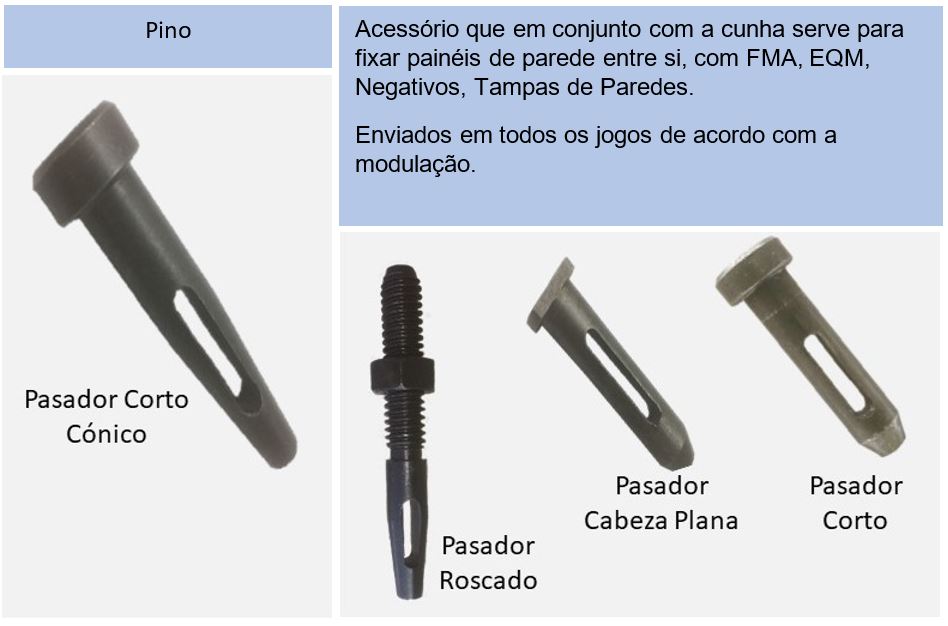 Pino
Acessório que em conjunto com a cunha serve para
fixar painéis de parede entre si, com FMA, EQM,
Negativos, Tampas de Paredes.
Enviados em todos os jogos de acordo com a
modulação.
Pasador Corto
Cónico
Pasador
Roscado
Pasador
Cabeza Plana
Pasador
Corto